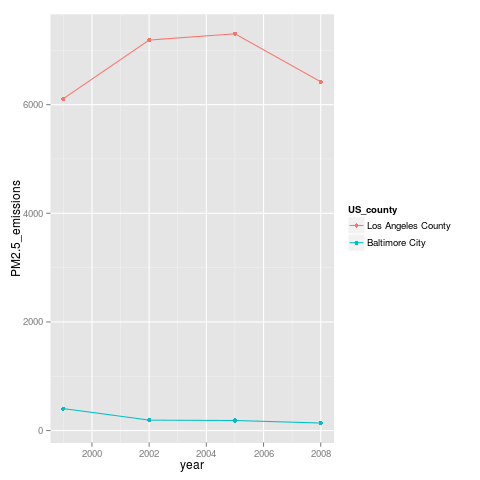 PM2.5_emissions
6000
4000
2000
0
2000 2002 2004 2006 2008
year
US_county
Los Angeles County
Baltimore City